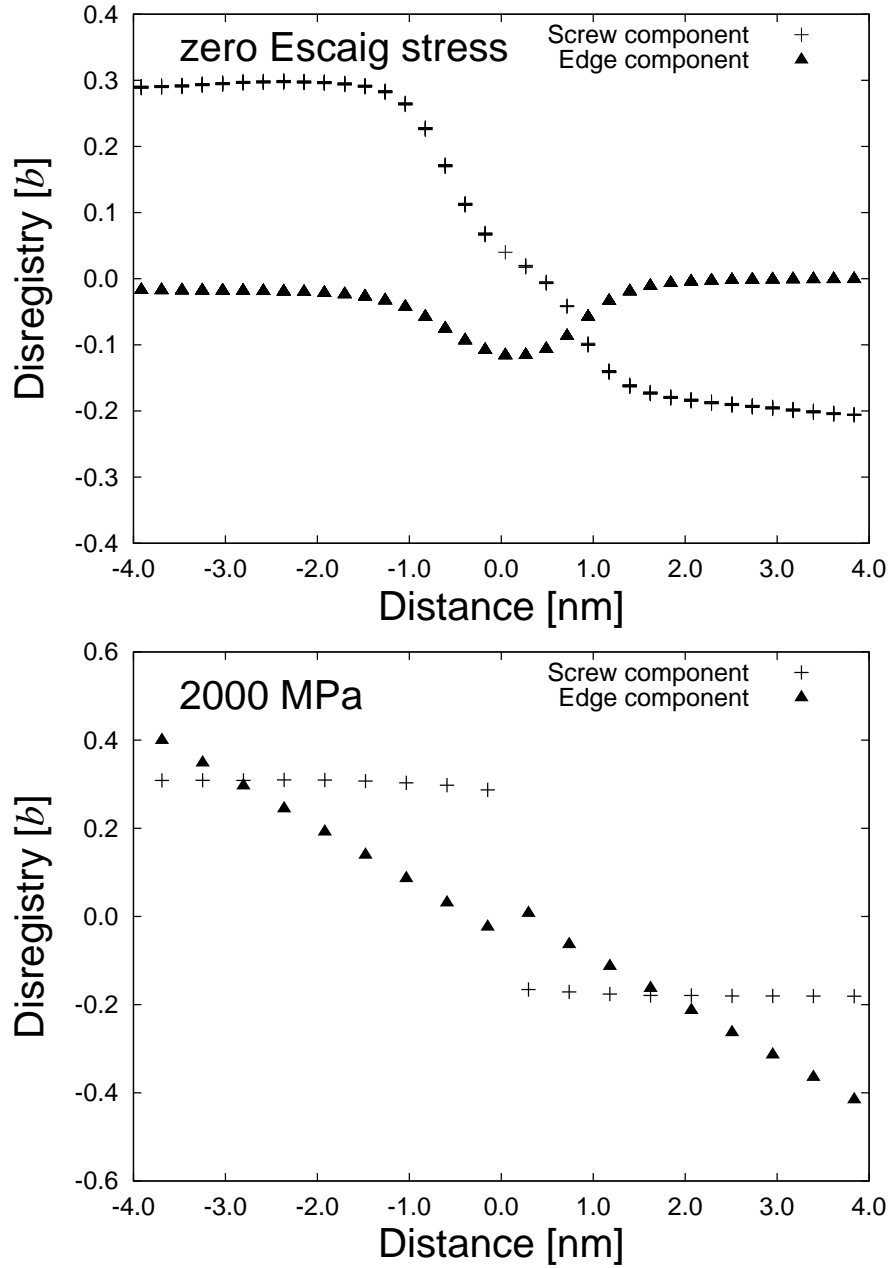 zero Escaig stress
Screw component
Edge component
0.4
0.3
0.2
0.1
0.0
-0.1
-0.2
-0.3
-0.4
Disregistry [b]
-4.0 -3.0 -2.0 -1.0 0.0 1.0 2.0 3.0 4.0
Distance [nm]
2000 MPa
Screw component
Edge component
0.6
0.4
0.2
0.0
-0.2
-0.4
-0.6
Disregistry [b]
-4.0 -3.0 -2.0 -1.0 0.0 1.0 2.0 3.0 4.0
Distance [nm]